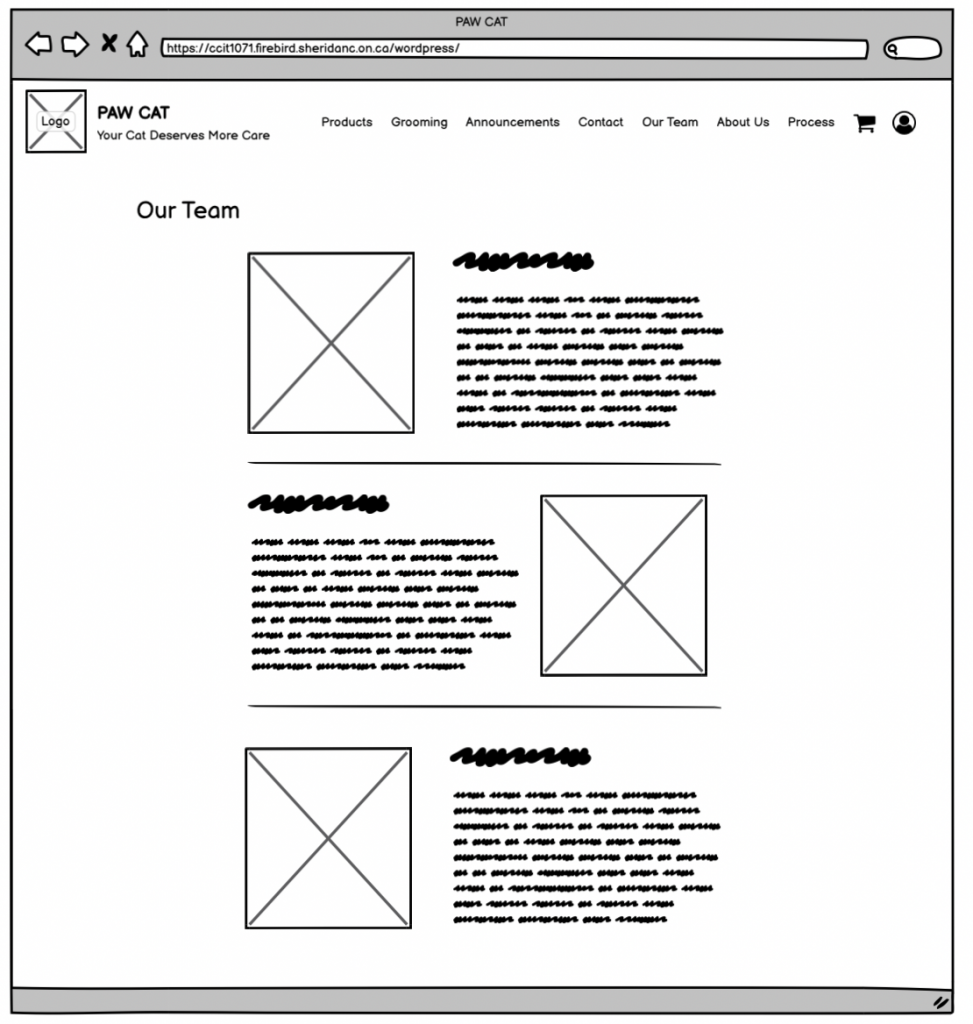 PAW CAT
https://ccit1071.firebird.sheridanc.on.ca/wordpress/
Logo
PAW CAT
Your Cat Deserves More Care
Products Grooming Announcements Contact Our Team About Us Process
Our Team